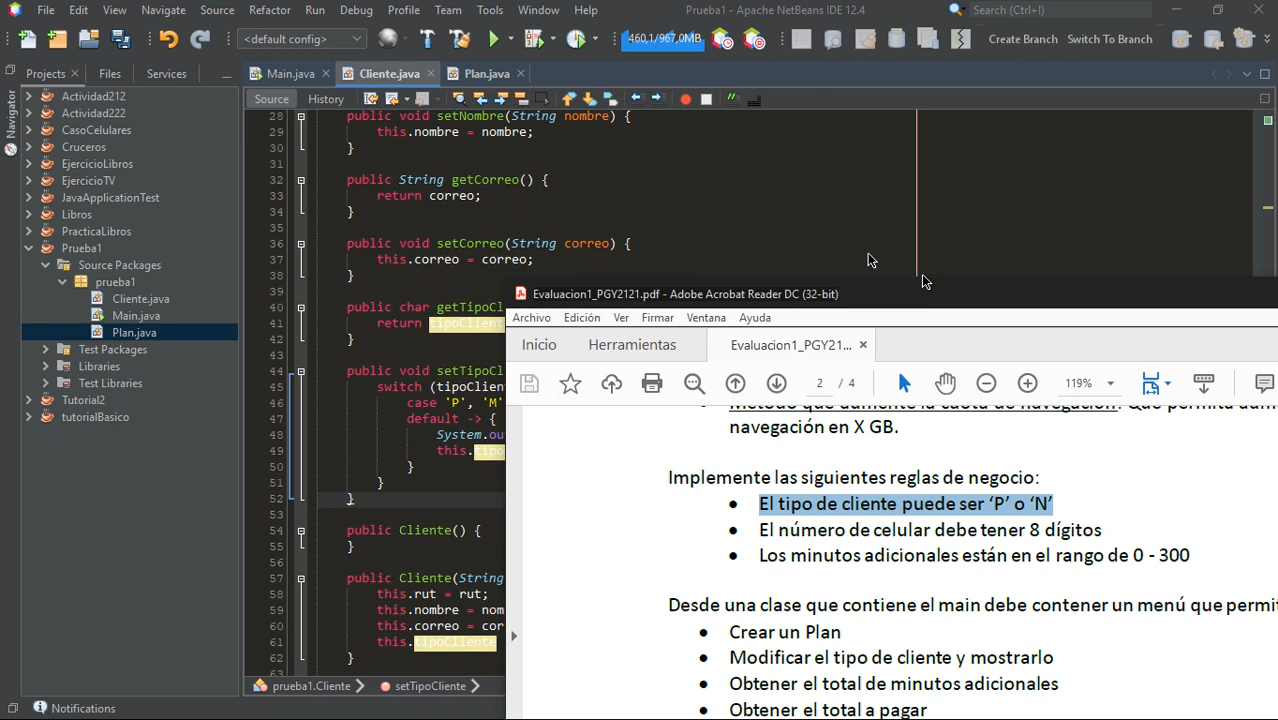 File Edit View Navigate Source Refactor Run Debug Profile Team Tools Window Help
Prueba1 - Apache NetBeans IDE 12.4
Search (Ctrl+I)
<default config>
460,1/967,0MB
Create Branch Switch To Branch
Projects Files Services
Navigator
Actividad212
Actividad222
CasoCelulares
Cruceros
EjercicioLibros
EjercicioTV
JavaApplicationTest
Libros
PracticaLibros
Prueba1
Source Packages
prueba1
Cliente.java
Main.java
Plan.java
Test Packages
Libraries
Test Libraries
Tutorial2
tutorialBasico
Main.java Cliente.java Plan.java
Source History
28 public void setNombre(String nombre) {
29 this.nombre = nombre;
30 }
31
32 public String getCorreo() {
33 return correo;
34 }
35
36 public void setCorreo(String correo) {
37 this.correo = correo;
38 }
39
40 public char getTipoCl
41 return tipoCliente
42 }
43
44 public void setTipoCl
45 switch (tipoClien
46 case 'P', 'M'
47 default -> {
48 System.ou
49 this.tipo
50 }
51 }
52 }
53
54 public Cliente() {
55 }
56
57 public Cliente(String
58 this.rut = rut;
59 this.nombre = nom
60 this.correo = cor
61 this.tipoCliente
62 }
63
prueba1.Cliente setTipoCliente
Notifications
Evaluacion1_PGY2121.pdf - Adobe Acrobat Reader DC (32-bit)
Archivo Edición Ver Firmar Ventana Ayuda
Inicio Herramientas Evaluacion1_PGY21...
2 / 4 119%
Método que aumente la cuota de navegación: Que permita aum
navegación en X GB.
Implemente las siguientes reglas de negocio:
• El tipo de cliente puede ser ‘P’ o ‘N’
• El número de celular debe tener 8 dígitos
• Los minutos adicionales están en el rango de 0 - 300
Desde una clase que contiene el main debe contener un menú que permit
• Crear un Plan
• Modificar el tipo de cliente y mostrarlo
• Obtener el total de minutos adicionales
• Obtener el total a pagar